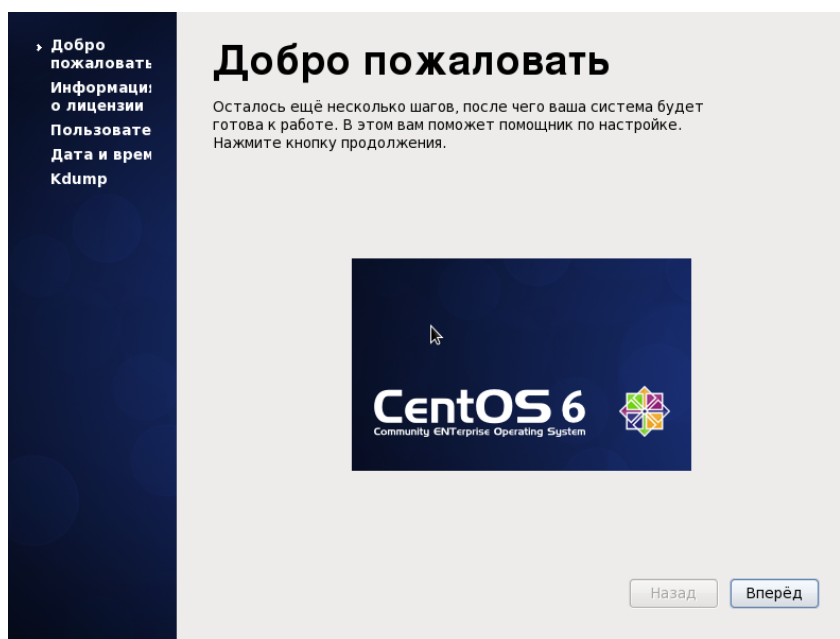 Добро
пожаловать
Информация
о лицензии
Пользовате
Дата и врем
Kdump
Добро пожаловать
Осталось ещё несколько шагов, после чего ваша система будет
готова к работе. В этом вам поможет помощник по настройке.
Нажмите кнопку продолжения.
CentOS 6
Community ENTerprise Operating System
Назад
Вперёд